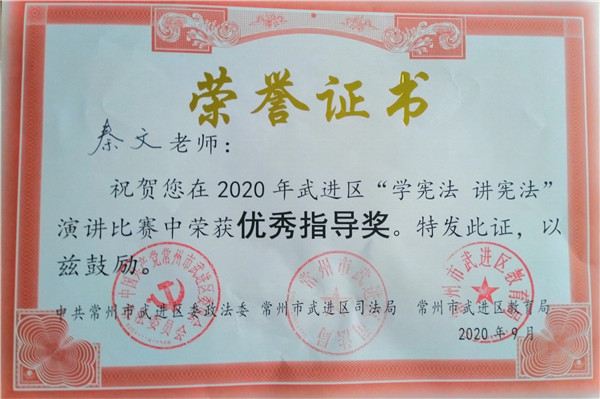 荣誉证书
秦文老师：
祝贺您在2020年武进区“学宪法 讲宪法”
演讲比赛中荣获优秀指导奖。特发此证，以
兹鼓励。
中共常州市武进区委政法委 常州市武进区司法局 常州市武进区教育局
2020年9月